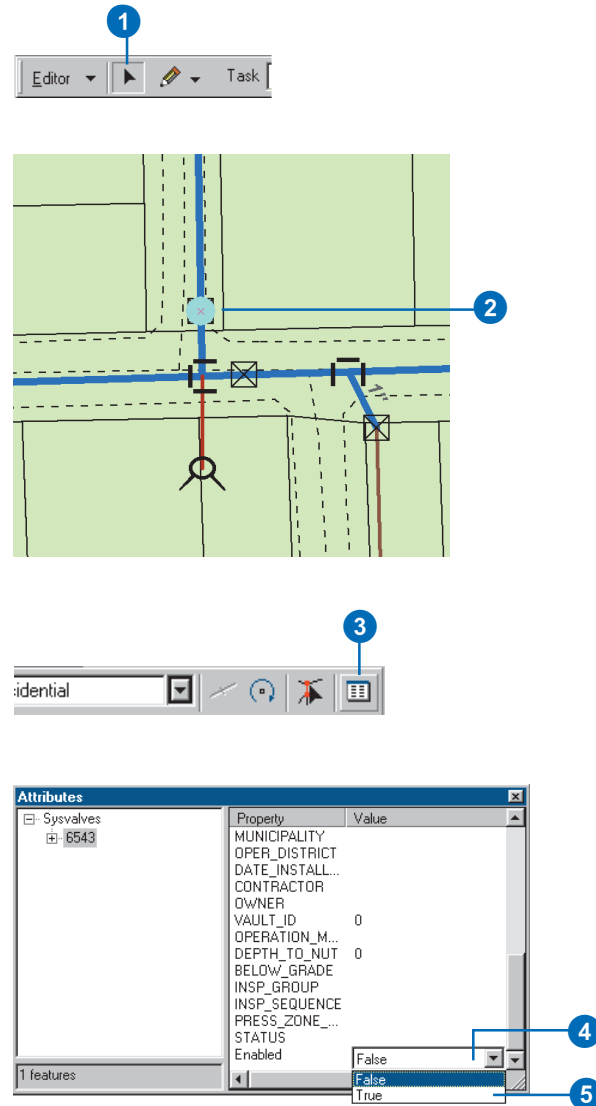 1
Editor Task
2
1"
3
idential
Attributes
Sysvalves
6543
Property Value
MUNICIPALITY
OPER_DISTRICT
DATE_INSTALL...
CONTRACTOR
OWNER
VAULT_ID 0
OPERATION_M...
DEPTH_TO_NUT 0
BELOW_GRADE
INSP_GROUP
INSP_SEQUENCE
PRESS_ZONE_...
STATUS
Enabled False
4
False
True
5
1 features